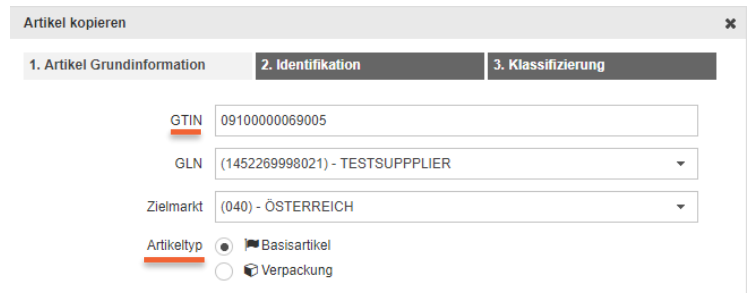 Artikel kopieren
1. Artikel Grundinformation 2. Identifikation 3. Klassifizierung
GTIN 09100000069005
GLN (1452269998021) - TESTSUPPPLIER
Zielmarkt (040) - ÖSTERREICH
Artikeltyp Basisartikel
Verpackung